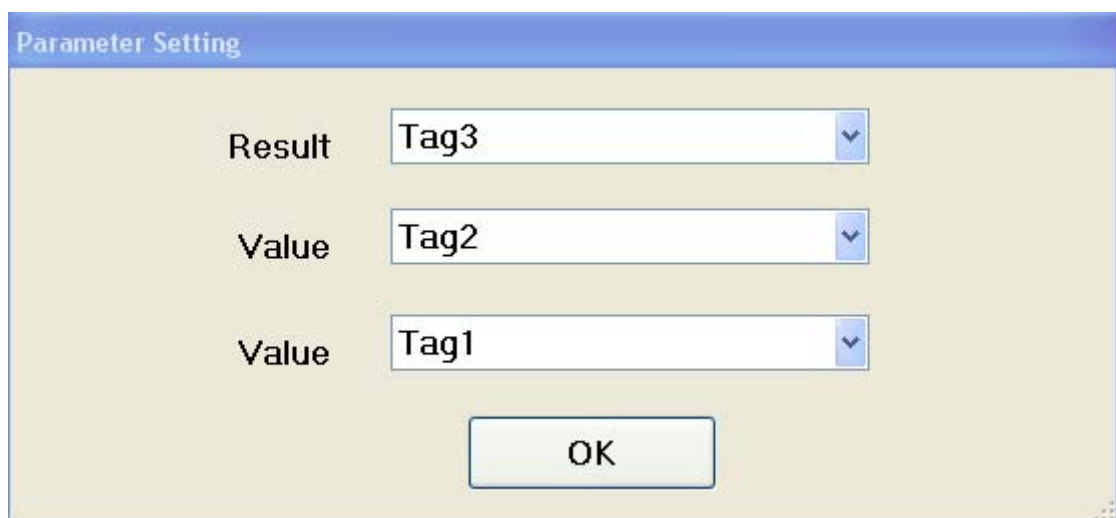 Parameter Setting
Result Tag3
Value Tag2
Value Tag1
OK